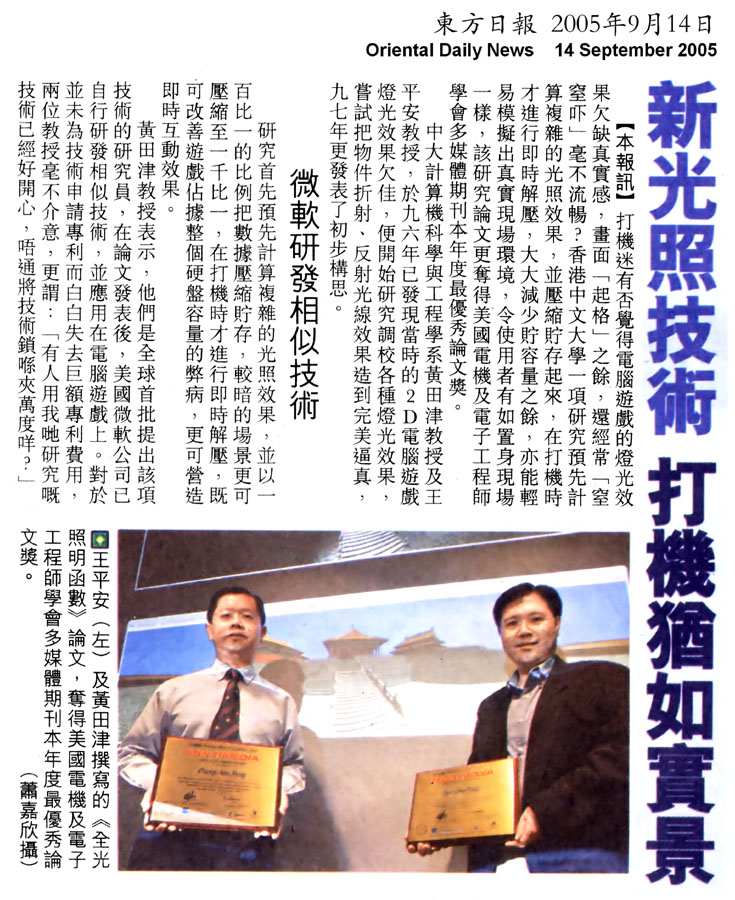 東方日報 2005年9月14日
Oriental Daily News 14 September 2005
新光照技術 打機猶如實景
【本報訊】打機迷有否覺得電腦遊戲的燈光效
果欠缺真實感，畫面「起格」之餘，還經常「窒
窒吓」毫不流暢？香港中文大學一項研究預先計
算複雜的光照效果，並壓縮貯存起來，在打機時
才進行即時解壓，大大減少貯容量之餘，亦能輕
易模擬出真實現場環境，令使用者有如置身現場
一樣，該研究論文更奪得美國電機及電子工程師
學會多媒體期刊本年度最優秀論文獎。
中大計算機科學與工程學系黃田津教授及王
平安教授，於九六年已發現當時的2D電腦遊戲
燈光效果欠佳，便開始研究調校各種燈光效果，
嘗試把物件折射、反射光線效果造到完美逼真，
九七年更發表了初步構思。
微軟研發相似技術
研究首先預先計算複雜的光照效果，並以一
百比一的比例把數據壓縮貯存，較暗的場景更可
壓縮至一千比一，在打機時才進行即時解壓，既
可改善遊戲佔據整個硬盤容量的弊病，更可營造
即時互動效果。
黃田津教授表示，他們是全球首批提出該項
技術的研究員，在論文發表後，美國微軟公司已
自行研發相似技術，並應用在電腦遊戲上。對於
並未為技術申請專利而白白失去巨額專利費用，
兩位教授毫不介意，更謂：「有人用我哋研究嘅
技術已經好開心，唔通將技術鎖喺夾萬度咩？」
王平安（左）及黃田津撰寫的《全光
照明函數》論文，奪得美國電機及電子
工程師學會多媒體期刊本年度最優秀論
文獎。
（蕭嘉欣攝）
MULTIMEDIA
MULTIMEDIA